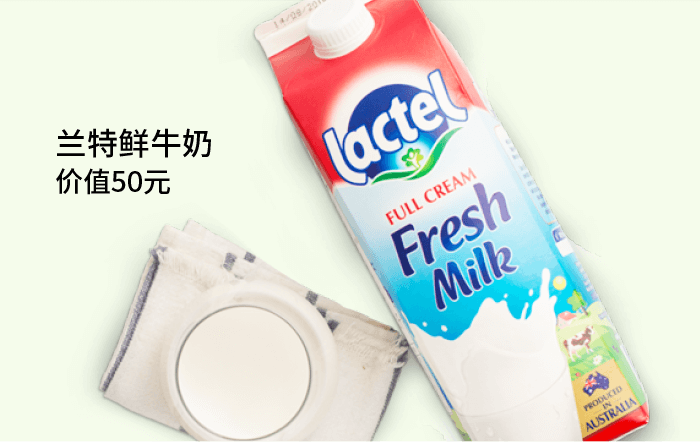 兰特鲜牛奶
价值50元
lactel
FULL CREAM
Fresh
Milk
PRODUCED
IN
AUSTRALIA